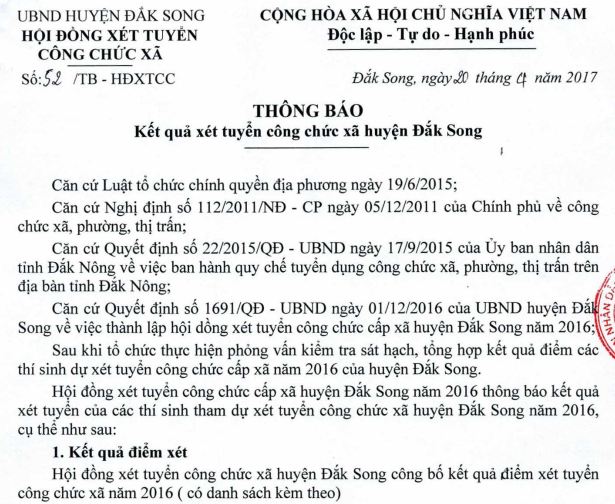 UBND HUYỆN ĐẮK SONG
HỘI ĐỒNG XÉT TUYỂN
CÔNG CHỨC XÃ
Số: 52 /TB - HĐXTCC
CỘNG HÒA XÃ HỘI CHỦ NGHĨA VIỆT NAM
Độc lập - Tự do - Hạnh phúc
Đắk Song, ngày 20 tháng 4 năm 2017
THÔNG BÁO
Kết quả xét tuyển công chức xã huyện Đắk Song
Căn cứ Luật tổ chức chính quyền địa phương ngày 19/6/2015;
Căn cứ Nghị định số 112/2011/NĐ - CP ngày 05/12/2011 của Chính phủ về công
chức xã, phường, thị trấn;
Căn cứ Quyết định số 22/2015/QĐ - UBND ngày 17/9/2015 của Ủy ban nhân dân
tỉnh Đắk Nông về việc ban hành quy chế tuyển dụng công chức xã, phường, thị trấn trên
địa bàn tỉnh Đắk Nông;
Căn cứ Quyết định số 1691/QĐ - UBND ngày 01/12/2016 của UBND huyện Đắk
Song về việc thành lập hội dồng xét tuyển công chức cấp xã huyện Đắk Song năm 2016;
Sau khi tổ chức thực hiện phỏng vấn kiểm tra sát hạch, tổng hợp kết quả điểm các
thí sinh dự xét tuyển công chức cấp xã năm 2016 của huyện Đắk Song.
Hội đồng xét tuyển công chức cấp xã huyện Đắk Song năm 2016 thông báo kết quả
xét tuyển của các thí sinh tham dự xét tuyển công chức xã huyện Đắk Song năm 2016,
cụ thể như sau:
1. Kết quả điểm xét
Hội đồng xét tuyển công chức xã huyện Đắk Song công bố kết quả điểm xét tuyển
công chức xã năm 2016 ( có danh sách kèm theo)